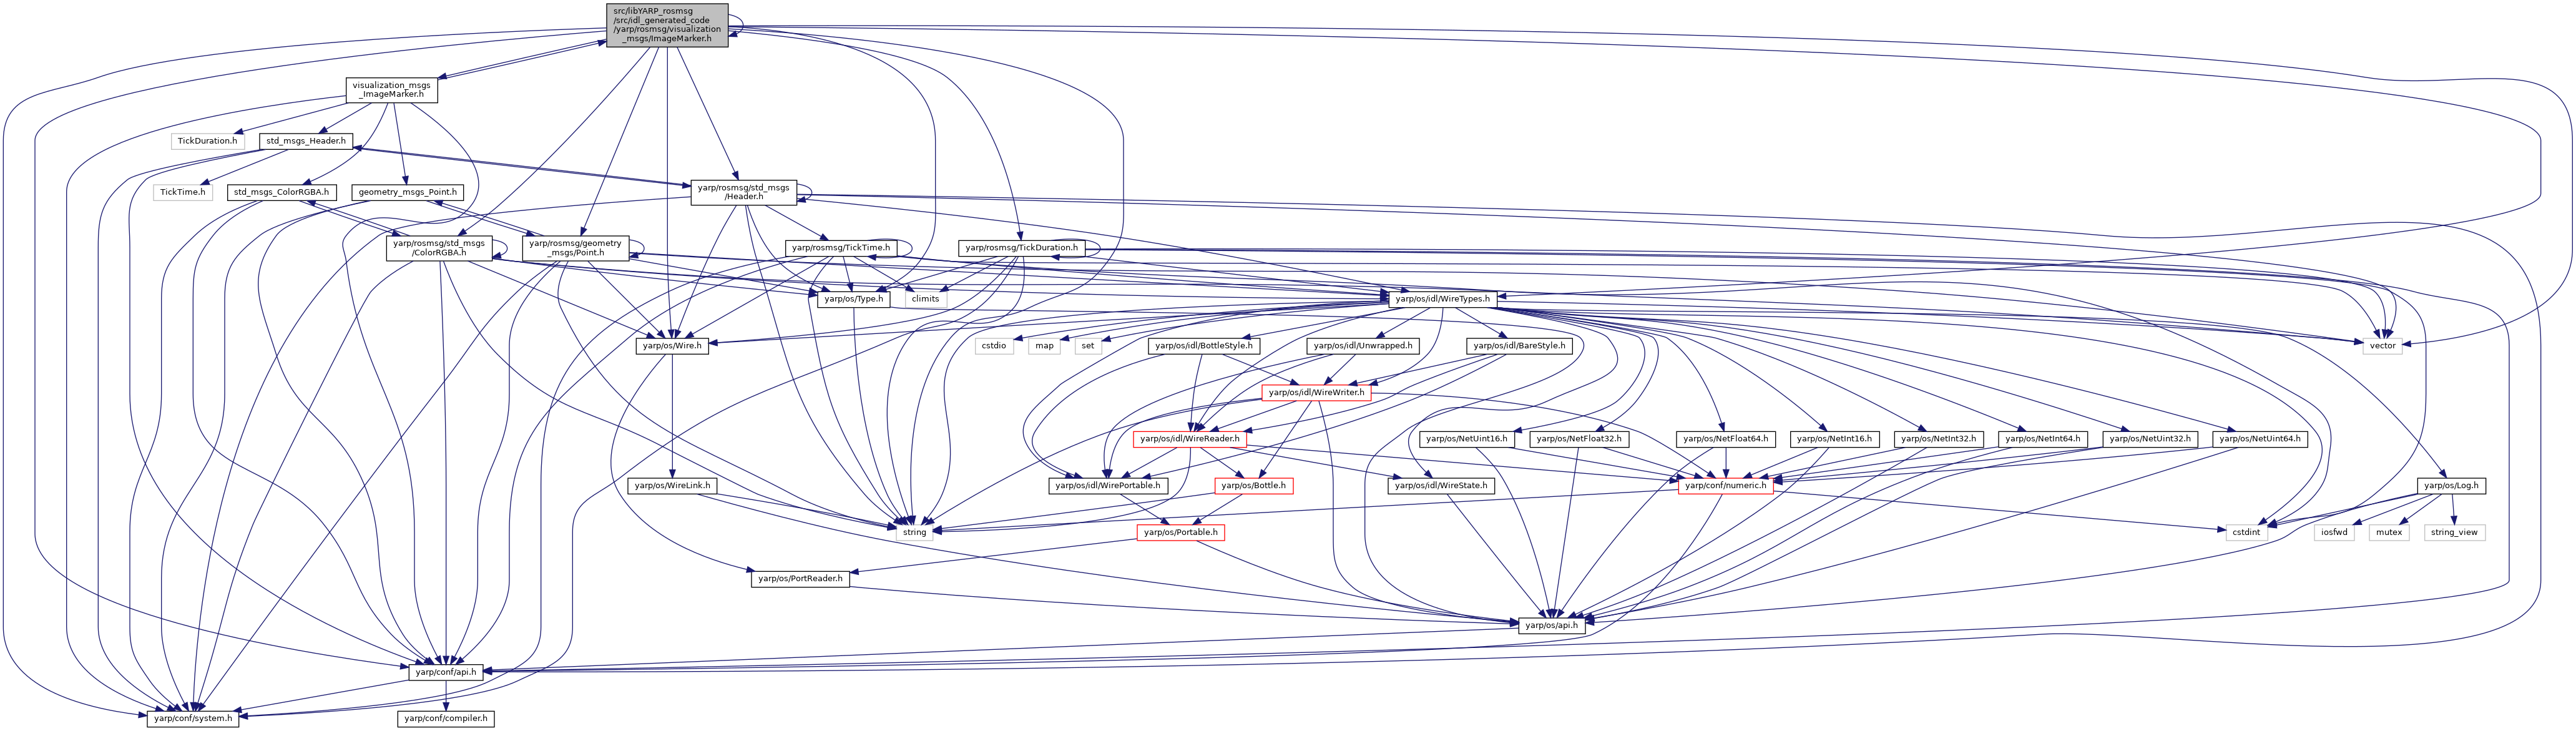 src/libYARP_rosmsg
/src/idl_generated_code
/yarp/rosmsg/visualization
_msgs/ImageMarker.h
visualization_msgs
_ImageMarker.h
TickDuration.h
std_msgs_Header.h
TickTime.h
std_msgs_ColorRGBA.h
geometry_msgs_Point.h
yarp/rosmsg/std_msgs
/Header.h
yarp/rosmsg/std_msgs
/ColorRGBA.h
yarp/rosmsg/geometry
_msgs/Point.h
yarp/rosmsg/TickTime.h
yarp/rosmsg/TickDuration.h
yarp/os/Type.h
climits
yarp/os/idl/WireTypes.h
yarp/os/Wire.h
cstdio
map
set
yarp/os/idl/BottleStyle.h
yarp/os/idl/Unwrapped.h
yarp/os/idl/BareStyle.h
vector
yarp/os/idl/WireWriter.h
yarp/os/idl/WireReader.h
yarp/os/NetUint16.h
yarp/os/NetFloat32.h
yarp/os/NetFloat64.h
yarp/os/NetInt16.h
yarp/os/NetInt32.h
yarp/os/NetInt64.h
yarp/os/NetUint32.h
yarp/os/NetUint64.h
yarp/os/WireLink.h
yarp/os/idl/WirePortable.h
yarp/os/Bottle.h
yarp/os/idl/WireState.h
yarp/conf/numeric.h
yarp/os/Log.h
string
yarp/os/Portable.h
cstdint
iosfwd
mutex
string_view
yarp/os/PortReader.h
yarp/os/api.h
yarp/conf/api.h
yarp/conf/system.h
yarp/conf/compiler.h